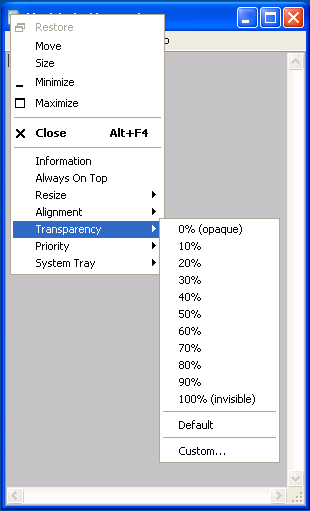 Restore
Move
Size
Minimize
Maximize
Close Alt+F4
Information
Always On Top
Resize
Alignment
Transparency
Priority
System Tray
0% (opaque)
10%
20%
30%
40%
50%
60%
70%
80%
90%
100% (invisible)
Default
Custom...